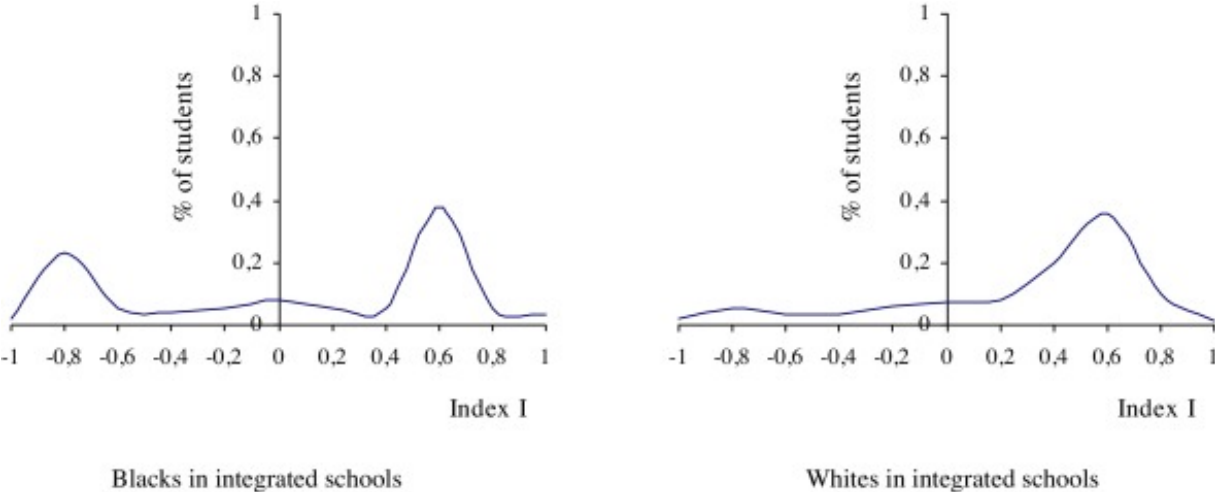 1
0,8
0,6
0,4
0,2
0
% of students
-1 -0,8 -0,6 -0,4 -0,2 0 0,2 0,4 0,6 0,8 1
Index I
Blacks in integrated schools
1
0,8
0,6
0,4
0,2
0
% of students
-1 -0,8 -0,6 -0,4 -0,2 0 0,2 0,4 0,6 0,8 1
Index I
Whites in integrated schools